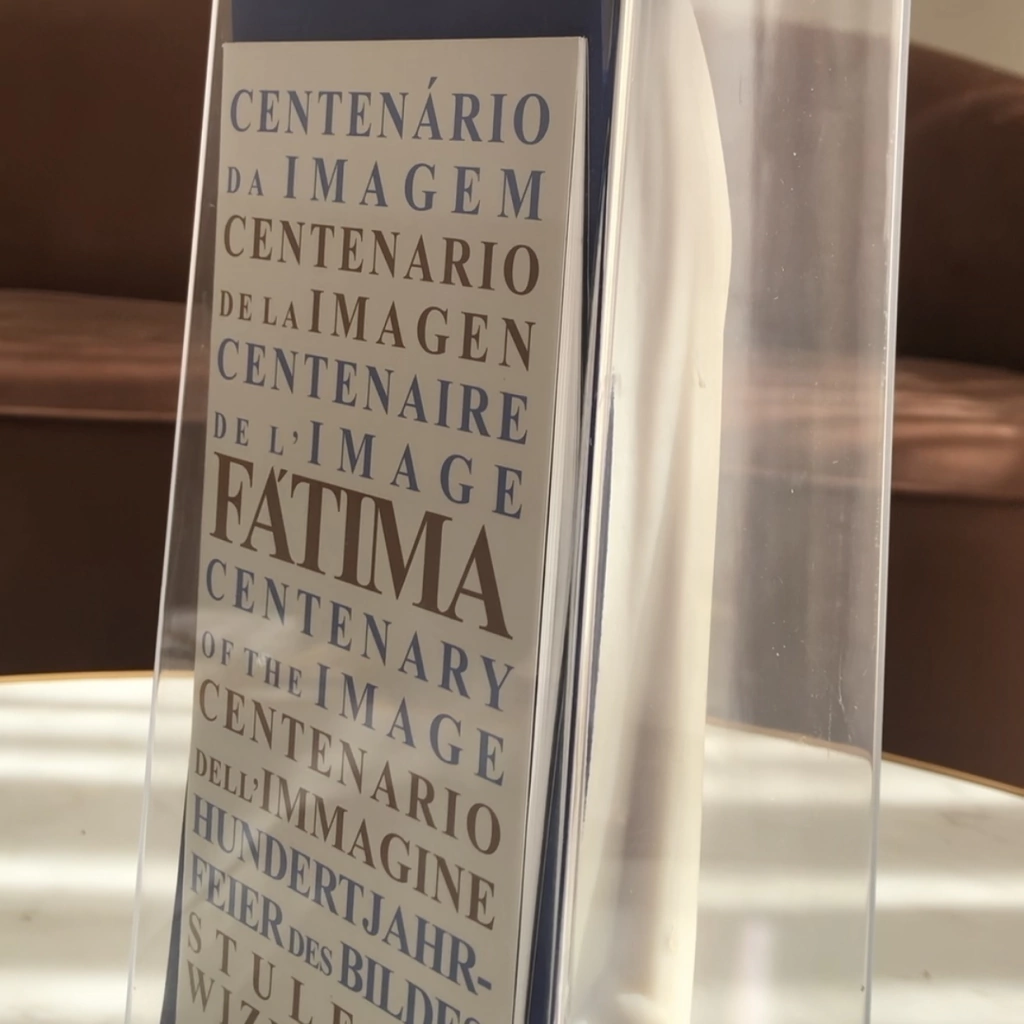 CENTENÁRIO
DA IMAGEM
CENTENARIO
DE LA IMAGEN
CENTENAIRE
DE L'IMAGE
FÁTIMA
CENTENARY
OF THE IMAGE
CENTENARIO
DELL'IMMAGINE
HUNDERTJAHR-
FEIER DES BILDES